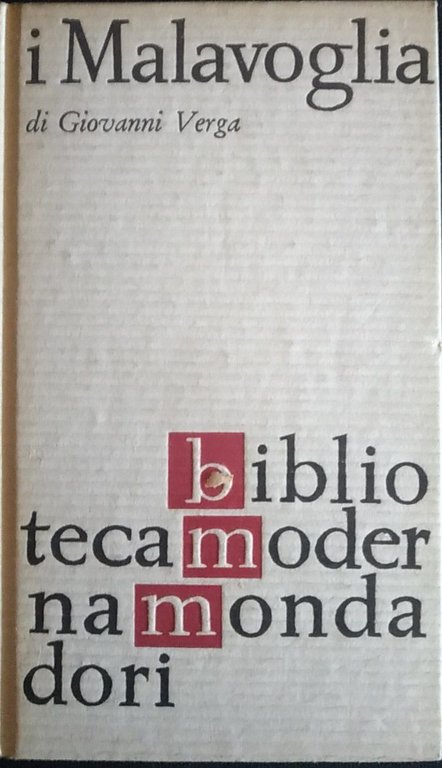 i Malavoglia
di Giovanni Verga
biblio
tecamoder
namonda
dori